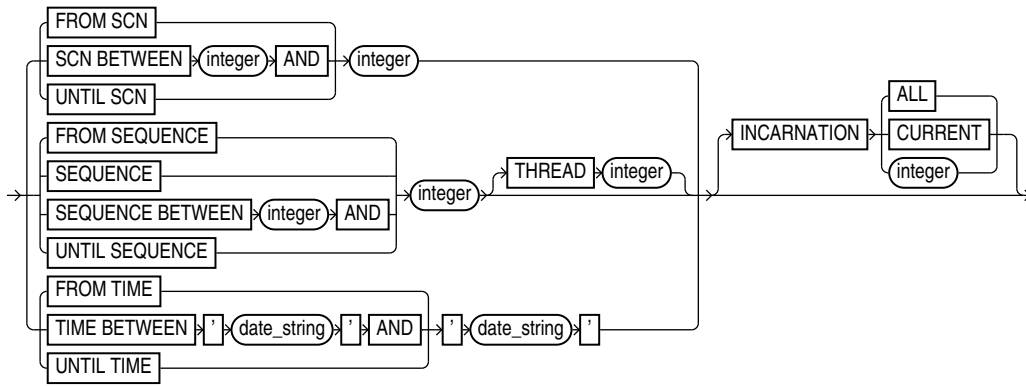 FROM SCN
SCN BETWEEN integer AND integer
UNTIL SCN
FROM SEQUENCE
SEQUENCE
SEQUENCE BETWEEN integer AND
UNTIL SEQUENCE
integer
THREAD integer
FROM TIME
TIME BETWEEN ' date_string ' AND ' date_string '
UNTIL TIME
INCARNATION
ALL
CURRENT
integer